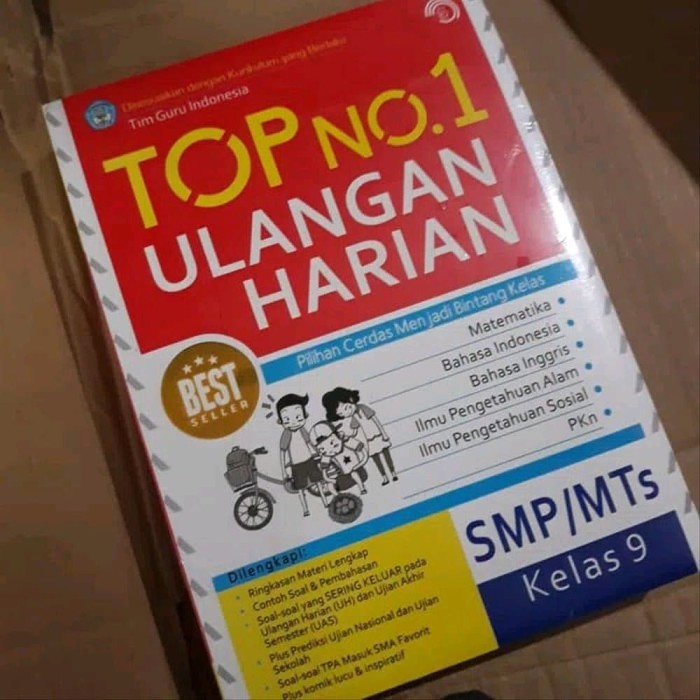 Disesuaikan dengan Kurikulum yang Berlaku
Tim Guru Indonesia
TOP NO.1
ULANGAN
HARIAN
Pilihan Cerdas Menjadi Bintang Kelas
Matematika •
Bahasa Indonesia •
Bahasa Inggris •
Ilmu Pengetahuan Alam •
Ilmu Pengetahuan Sosial •
PKn •
BEST
SELLER
SMP/MTs
Kelas 9
Dilengkapi:
• Ringkasan Materi Lengkap
• Contoh Soal & Pembahasan
• Soal-soal yang SERING KELUAR pada
Ulangan Harian (UH) dan Ujian Akhir
Semester (UAS)
• Plus Prediksi Ujian Nasional dan Ujian
Sekolah
• Soal-soal TPA Masuk SMA Favorit
Plus komik lucu & inspiratif